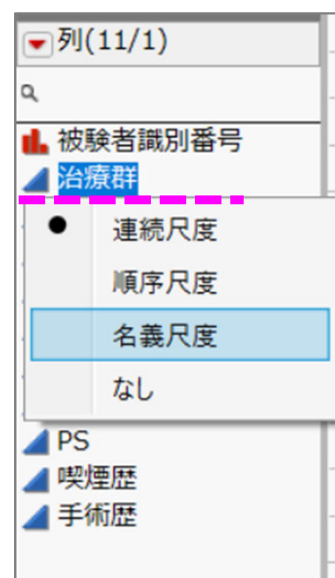 列(11/1)
被験者識別番号
治療群
連続尺度
順序尺度
名義尺度
なし
PS
喫煙歴
手術歴